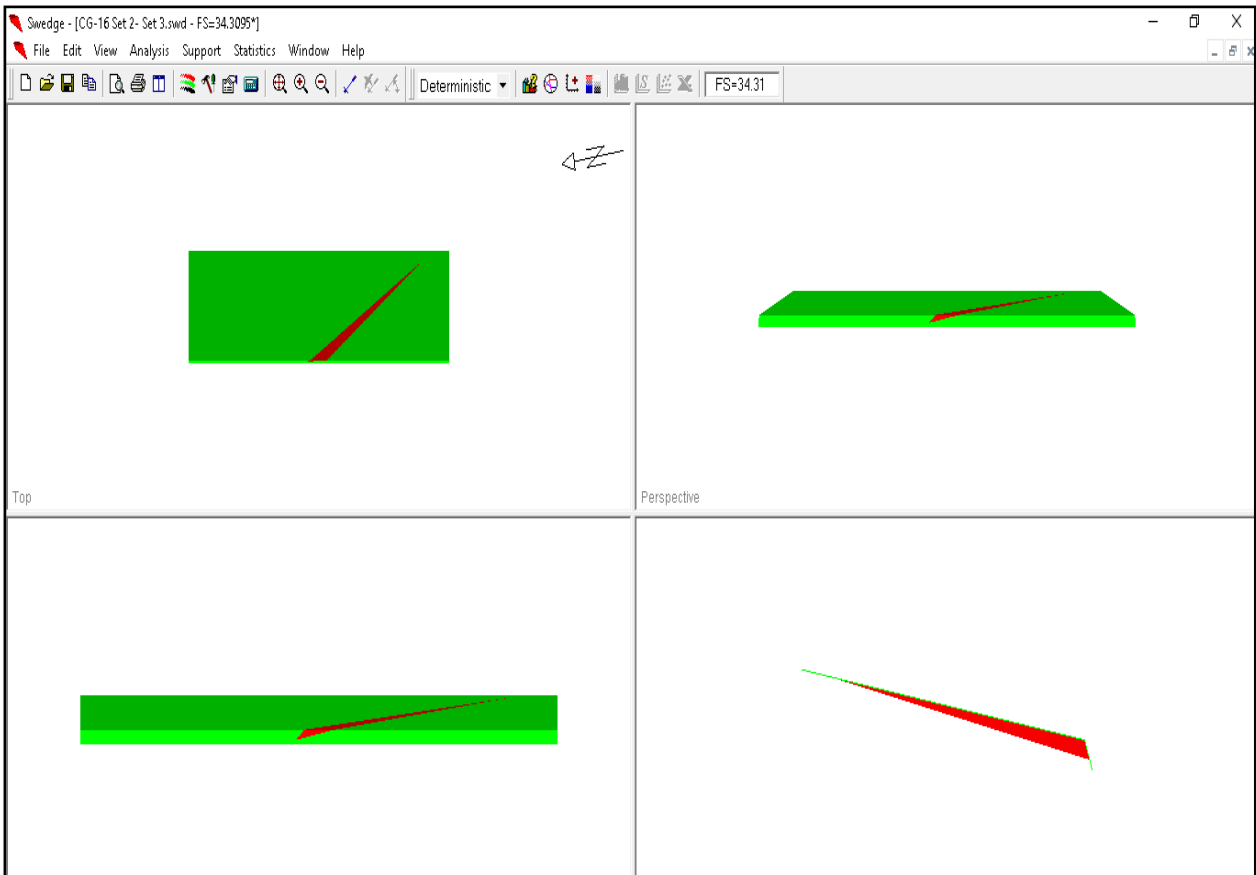 Swedge - [CG-16 Set 2- Set 3.swd - FS=34.3095*]
File Edit View Analysis Support Statistics Window Help
Deterministic FS=34.31
N
Top
Perspective